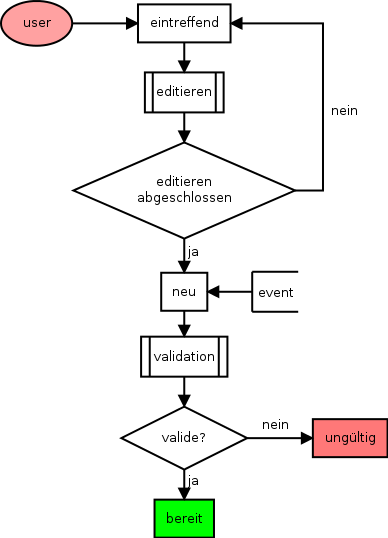 user
eintreffend
editieren
nein
editieren
abgeschlossen
ja
neu
event
validation
valide?
nein
ungültig
ja
bereit